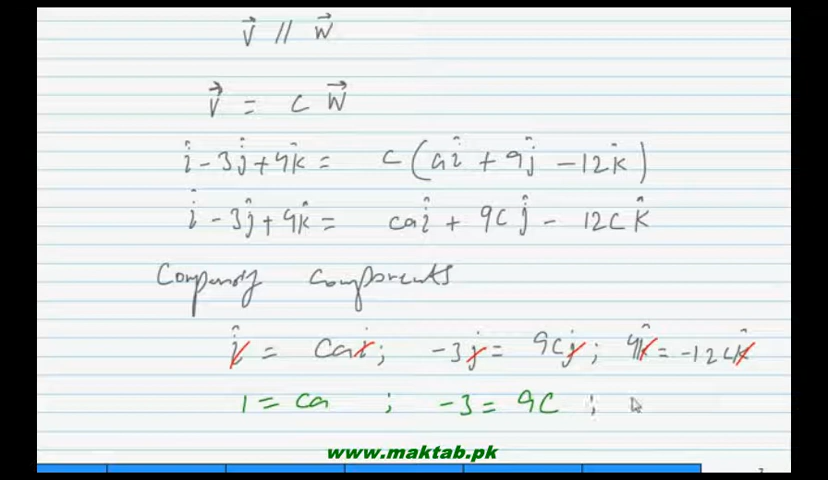 v⃗ // w⃗
v⃗ = c w⃗
î - 3ĵ + 4k̂ = c (aî + 9ĵ - 12k̂)
î - 3ĵ + 4k̂ = caî + 9cĵ - 12ck̂
Comparing components
î = caî ; -3ĵ = 9cĵ ; 4k̂ = -12ck̂
1 = ca ; -3 = 9c ;
www.maktab.pk